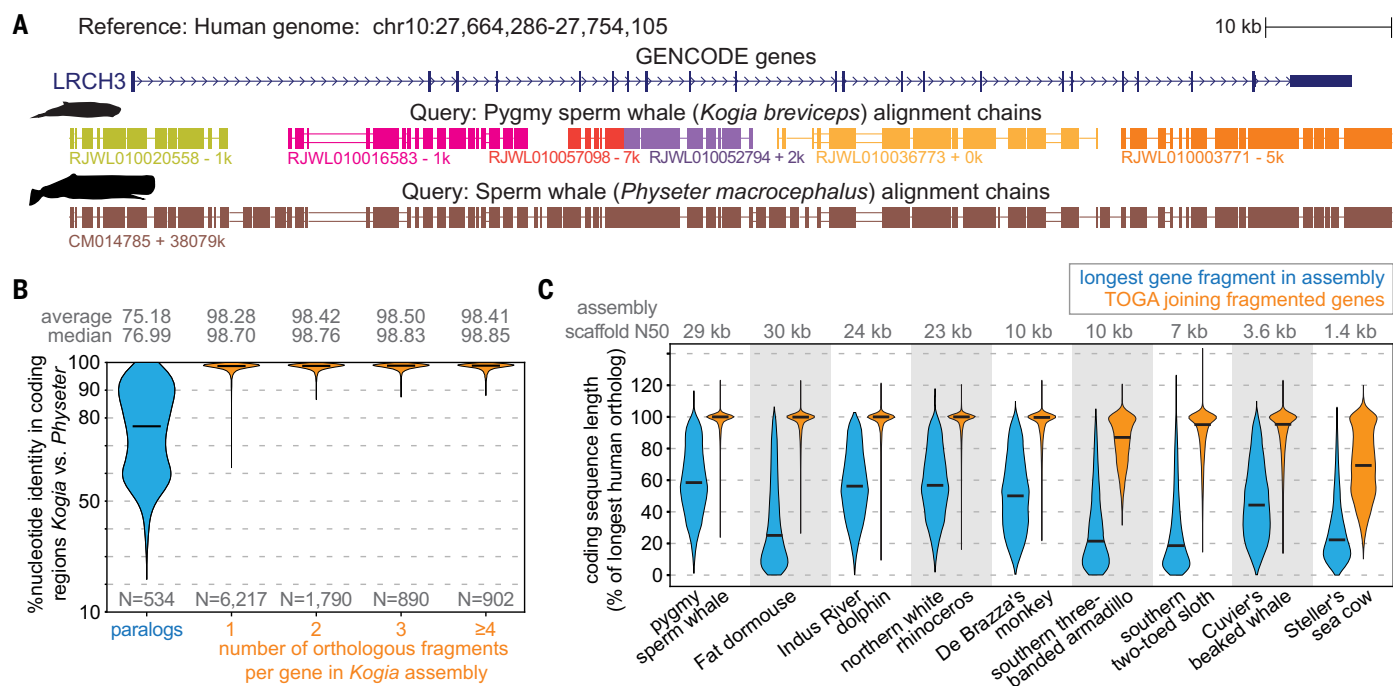 A
Reference: Human genome: chr10:27,664,286-27,754,105
10 kb
GENCODE genes
LRCH3
Query: Pygmy sperm whale (Kogia breviceps) alignment chains
RJWL010020558 - 1k
RJWL010016583 - 1k
RJWL010057098 - 7k
RJWL010052794 + 2k
RJWL010036773 + 0k
RJWL010003771 - 5k
Query: Sperm whale (Physeter macrocephalus) alignment chains
CM014785 + 38079k
B
average 75.18 98.28 98.42 98.50 98.41
median 76.99 98.70 98.76 98.83 98.85
%nucleotide identity in coding
regions Kogia vs. Physeter
100
90
80
50
10
N=534 N=6,217 N=1,790 N=890 N=902
paralogs 1 2 3 ≥4
number of orthologous fragments
per gene in Kogia assembly
C
longest gene fragment in assembly
TOGA joining fragmented genes
assembly
scaffold N50 29 kb 30 kb 24 kb 23 kb 10 kb 10 kb 7 kb 3.6 kb 1.4 kb
coding sequence length
(% of longest human ortholog)
120
100
80
60
40
20
0
pygmy
sperm whale
Fat dormouse
Indus River
dolphin
northern white
rhinoceros
De Brazza's
monkey
southern three-
banded armadillo
southern
two-toed sloth
Cuvier's
beaked whale
Steller's
sea cow